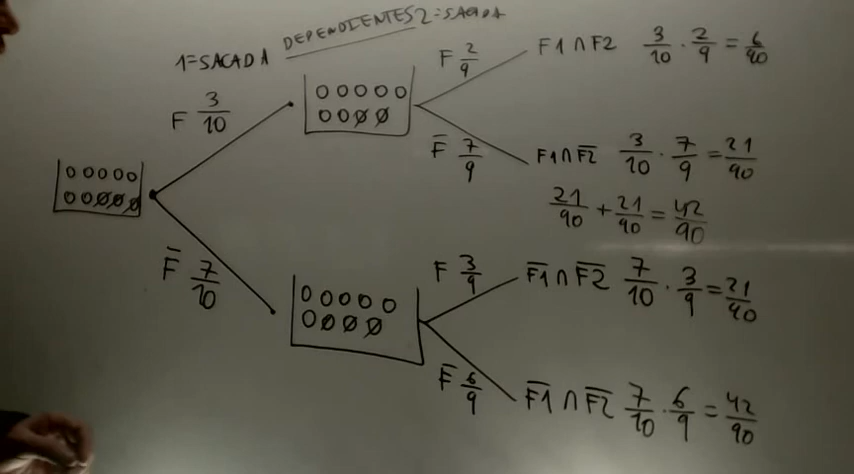 DEPENDIENTES
1=SACADA
2=SACADA
F 3/10
F̅ 7/10
F 2/9
F1 ∩ F2 3/10 · 2/9 = 6/90
F̅ 7/9
F1 ∩ F̅2̅ 3/10 · 7/9 = 21/90
21/90 + 21/90 = 42/90
F 3/9
F̅1̅ ∩ F̅2̅ 7/10 · 3/9 = 21/90
F̅ 6/9
F̅1̅ ∩ F̅2̅ 7/10 · 6/9 = 42/90